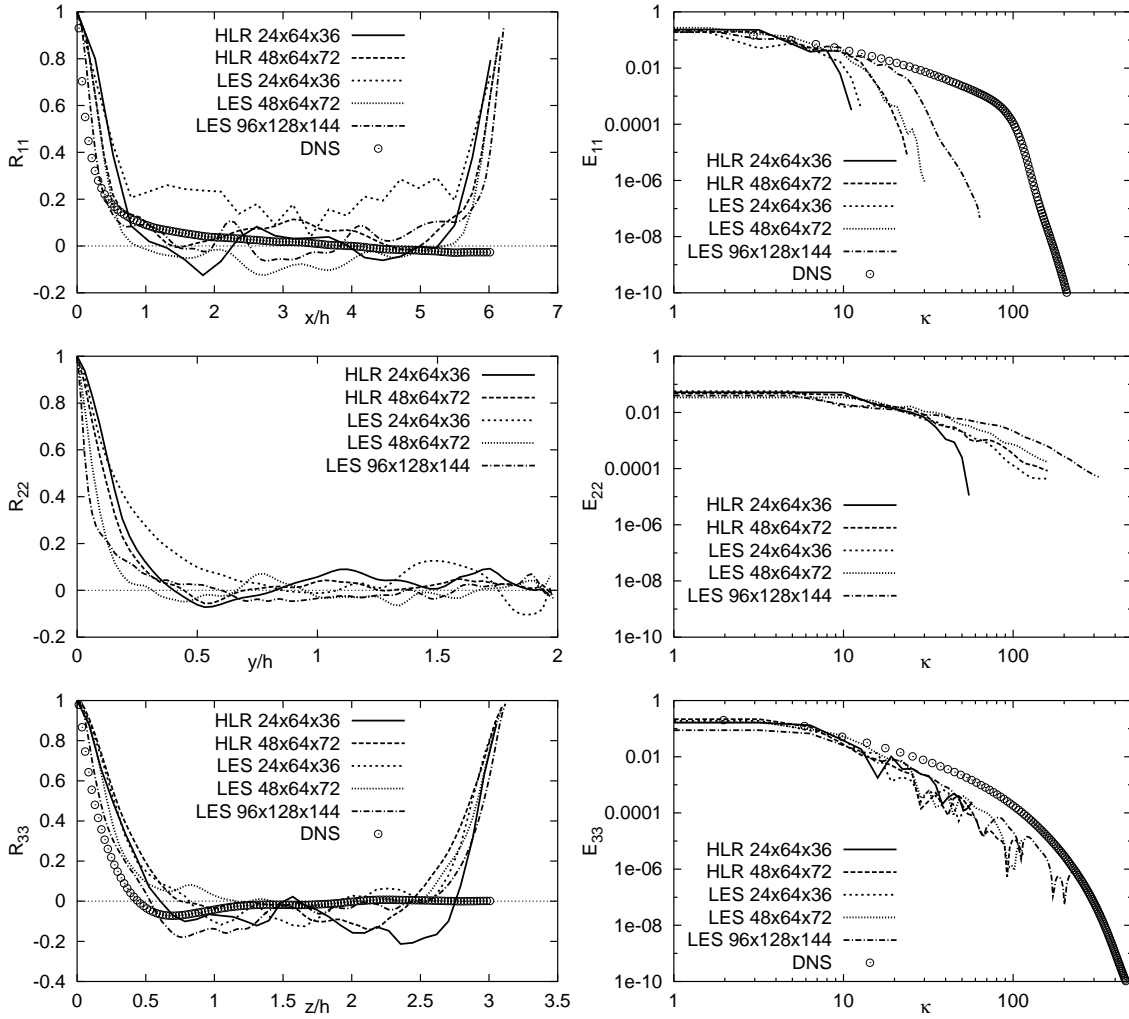 1
0.8
0.6
0.4
0.2
0
-0.2
0 1 2 3 4 5 6 7
R11
x/h
HLR 24x64x36
HLR 48x64x72
LES 24x64x36
LES 48x64x72
LES 96x128x144
DNS
1
0.01
0.0001
1e-06
1e-08
1e-10
1 10 100
E11
κ
HLR 24x64x36
HLR 48x64x72
LES 24x64x36
LES 48x64x72
LES 96x128x144
DNS
1
0.8
0.6
0.4
0.2
0
-0.2
0 0.5 1 1.5 2
R22
y/h
HLR 24x64x36
HLR 48x64x72
LES 24x64x36
LES 48x64x72
LES 96x128x144
1
0.01
0.0001
1e-06
1e-08
1e-10
1 10 100
E22
κ
HLR 24x64x36
HLR 48x64x72
LES 24x64x36
LES 48x64x72
LES 96x128x144
1
0.8
0.6
0.4
0.2
0
-0.2
-0.4
0 0.5 1 1.5 2 2.5 3 3.5
R33
z/h
HLR 24x64x36
HLR 48x64x72
LES 24x64x36
LES 48x64x72
LES 96x128x144
DNS
1
0.01
0.0001
1e-06
1e-08
1e-10
1 10 100
E33
κ
HLR 24x64x36
HLR 48x64x72
LES 24x64x36
LES 48x64x72
LES 96x128x144
DNS